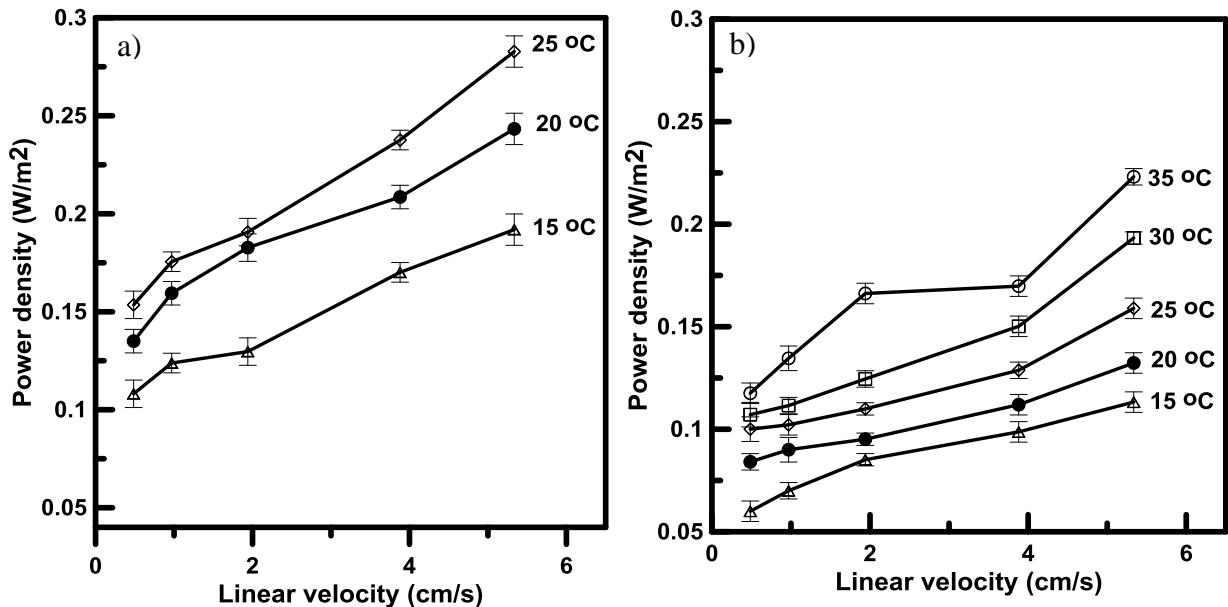 a)
Power density (W/m2)
0.3
0.25
0.2
0.15
0.1
0.05
25 oC
20 oC
15 oC
0 2 4 6
Linear velocity (cm/s)
b)
Power density (W/m2)
0.3
0.25
0.2
0.15
0.1
0.05
35 oC
30 oC
25 oC
20 oC
15 oC
0 2 4 6
Linear velocity (cm/s)